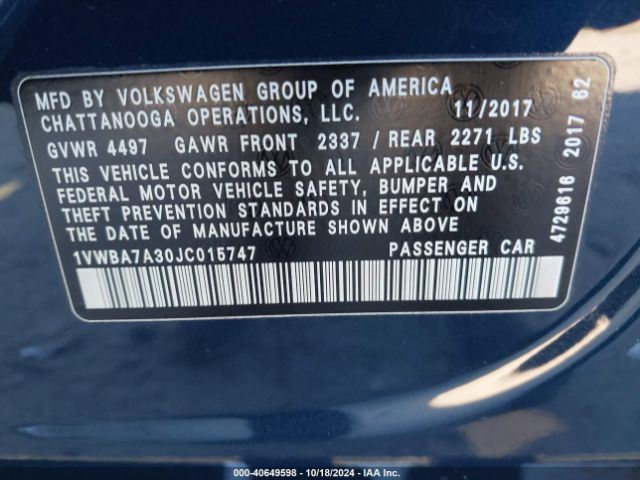 MFD BY VOLKSWAGEN GROUP OF AMERICA
CHATTANOOGA OPERATIONS, LLC. 11/2017
GVWR 4497 GAWR FRONT 2337 / REAR 2271 LBS
THIS VEHICLE CONFORMS TO ALL APPLICABLE U.S.
FEDERAL MOTOR VEHICLE SAFETY, BUMPER AND
THEFT PREVENTION STANDARDS IN EFFECT ON
THE DATE OF MANUFACTURE SHOWN ABOVE
1VWBA7A30JC015747 PASSENGER CAR
4729616 2017 62
000-40649598 - 10/18/2024 - IAA Inc.